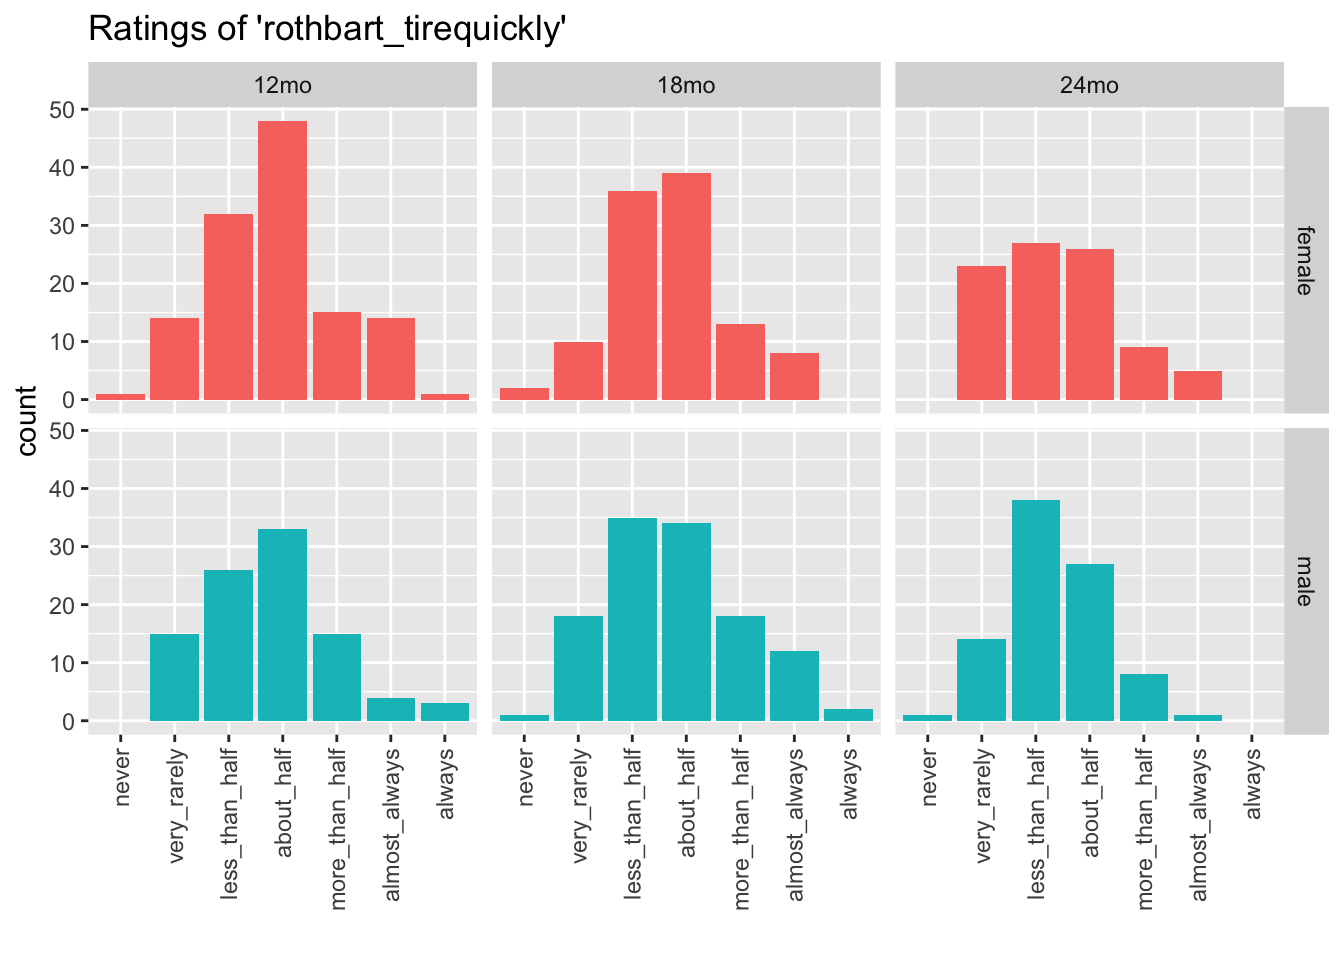 Ratings of 'rothbart_tirequickly'
12mo
18mo
24mo
50
40
30
20
10
0
female
count
50
40
30
20
10
0
male
never
very_rarely
less_than_half
about_half
more_than_half
almost_always
always
never
very_rarely
less_than_half
about_half
more_than_half
almost_always
always
never
very_rarely
less_than_half
about_half
more_than_half
almost_always
always